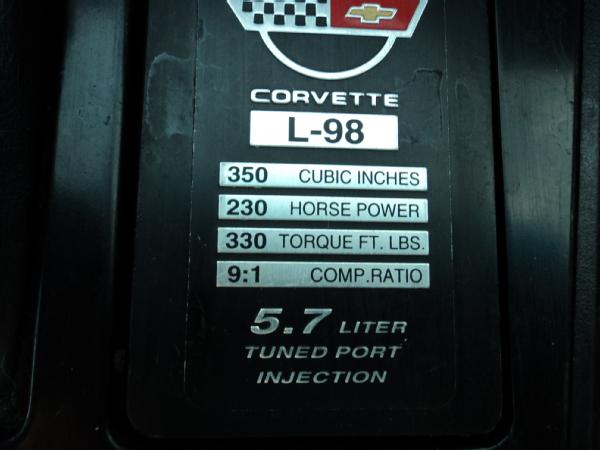 CORVETTE
L-98
350 CUBIC INCHES
230 HORSE POWER
330 TORQUE FT. LBS.
9:1 COMP.RATIO
5.7 LITER
TUNED PORT
INJECTION